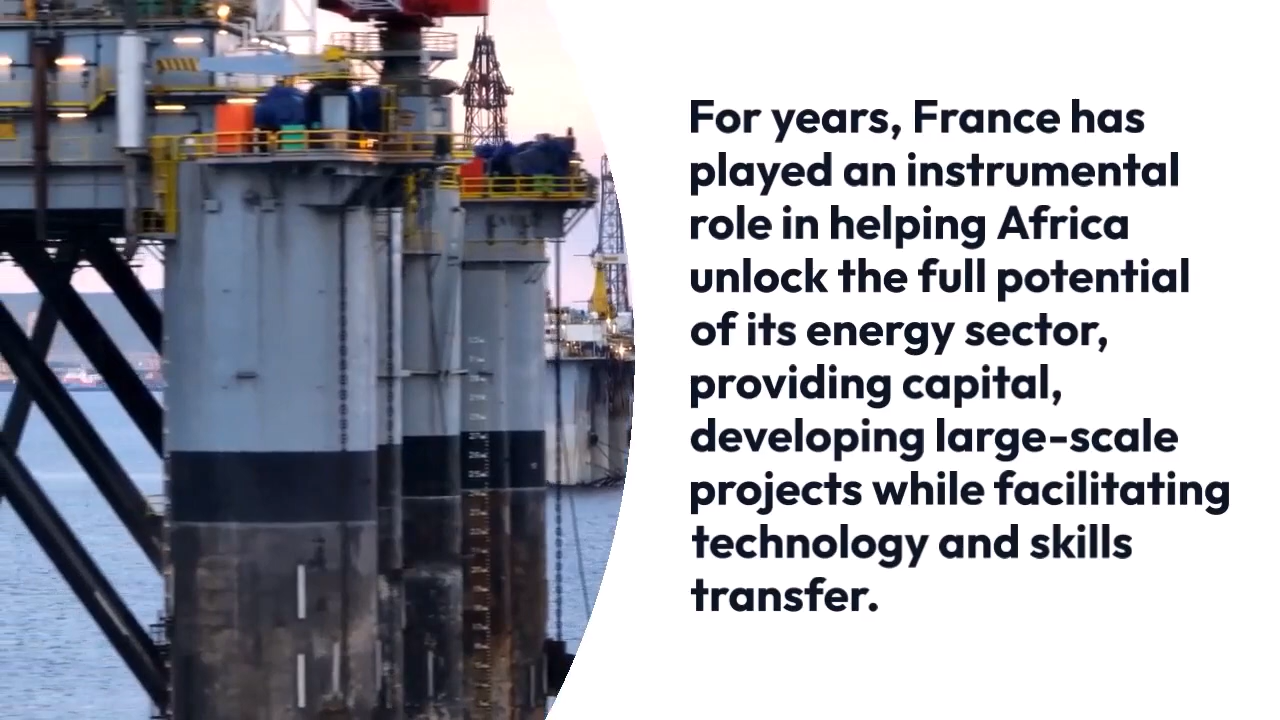 For years, France has
played an instrumental
role in helping Africa
unlock the full potential
of its energy sector,
providing capital,
developing large-scale
projects while facilitating
technology and skills
transfer.